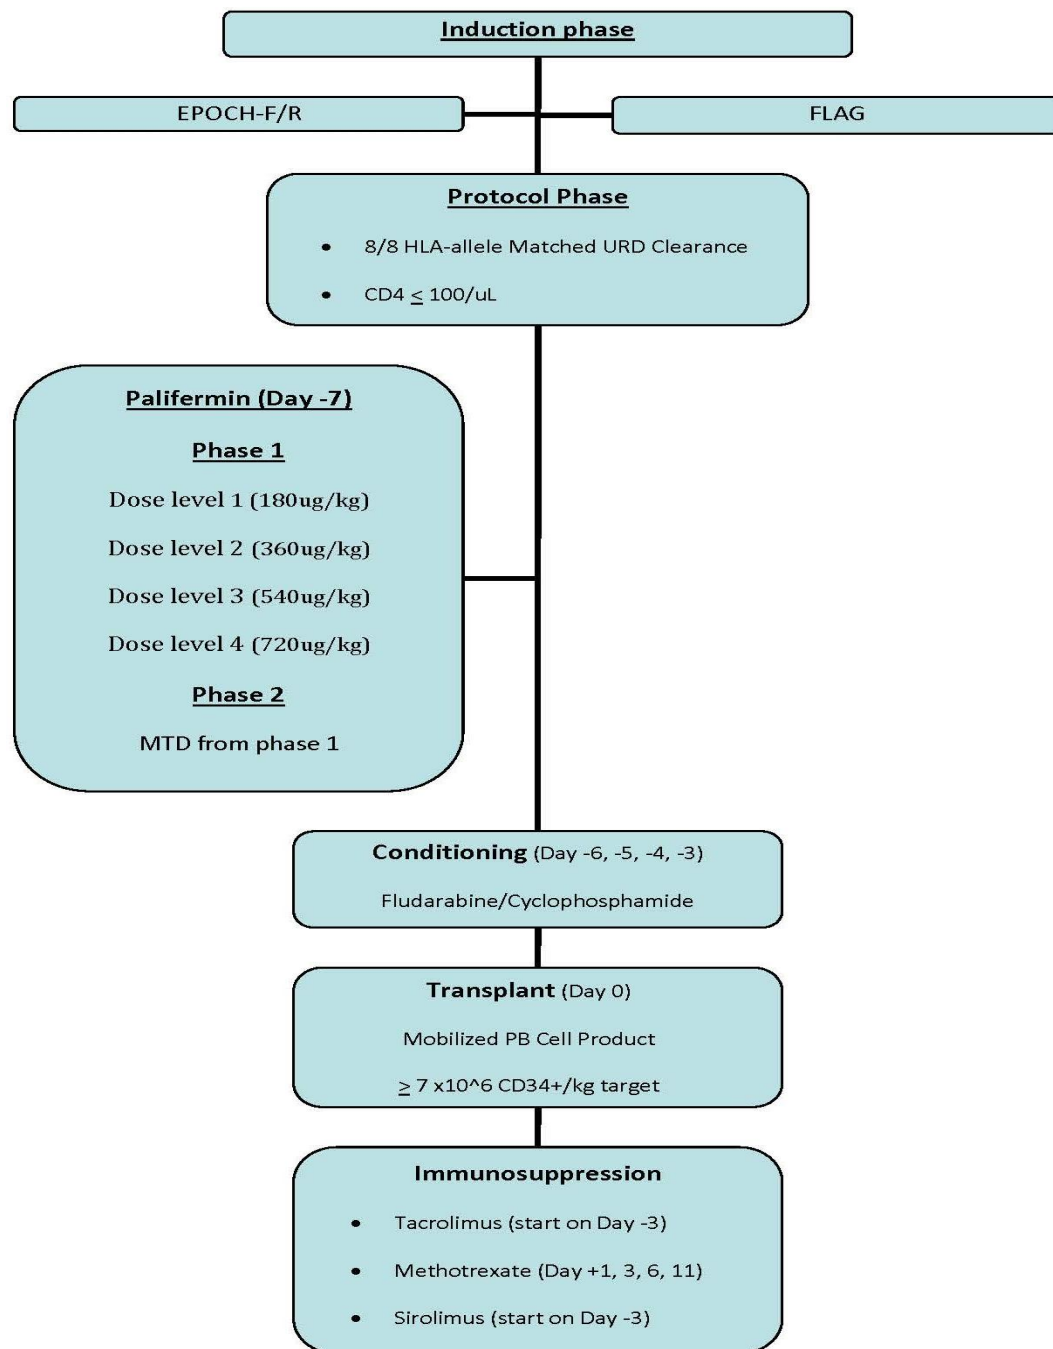 Induction phase
EPOCH-F/R
FLAG
Protocol Phase
• 8/8 HLA-allele Matched URD Clearance
• CD4 ≤ 100/uL
Palifermin (Day -7)
Phase 1
Dose level 1 (180ug/kg)
Dose level 2 (360ug/kg)
Dose level 3 (540ug/kg)
Dose level 4 (720ug/kg)
Phase 2
MTD from phase 1
Conditioning (Day -6, -5, -4, -3)
Fludarabine/Cyclophosphamide
Transplant (Day 0)
Mobilized PB Cell Product
≥ 7 x10^6 CD34+/kg target
Immunosuppression
• Tacrolimus (start on Day -3)
• Methotrexate (Day +1, 3, 6, 11)
• Sirolimus (start on Day -3)